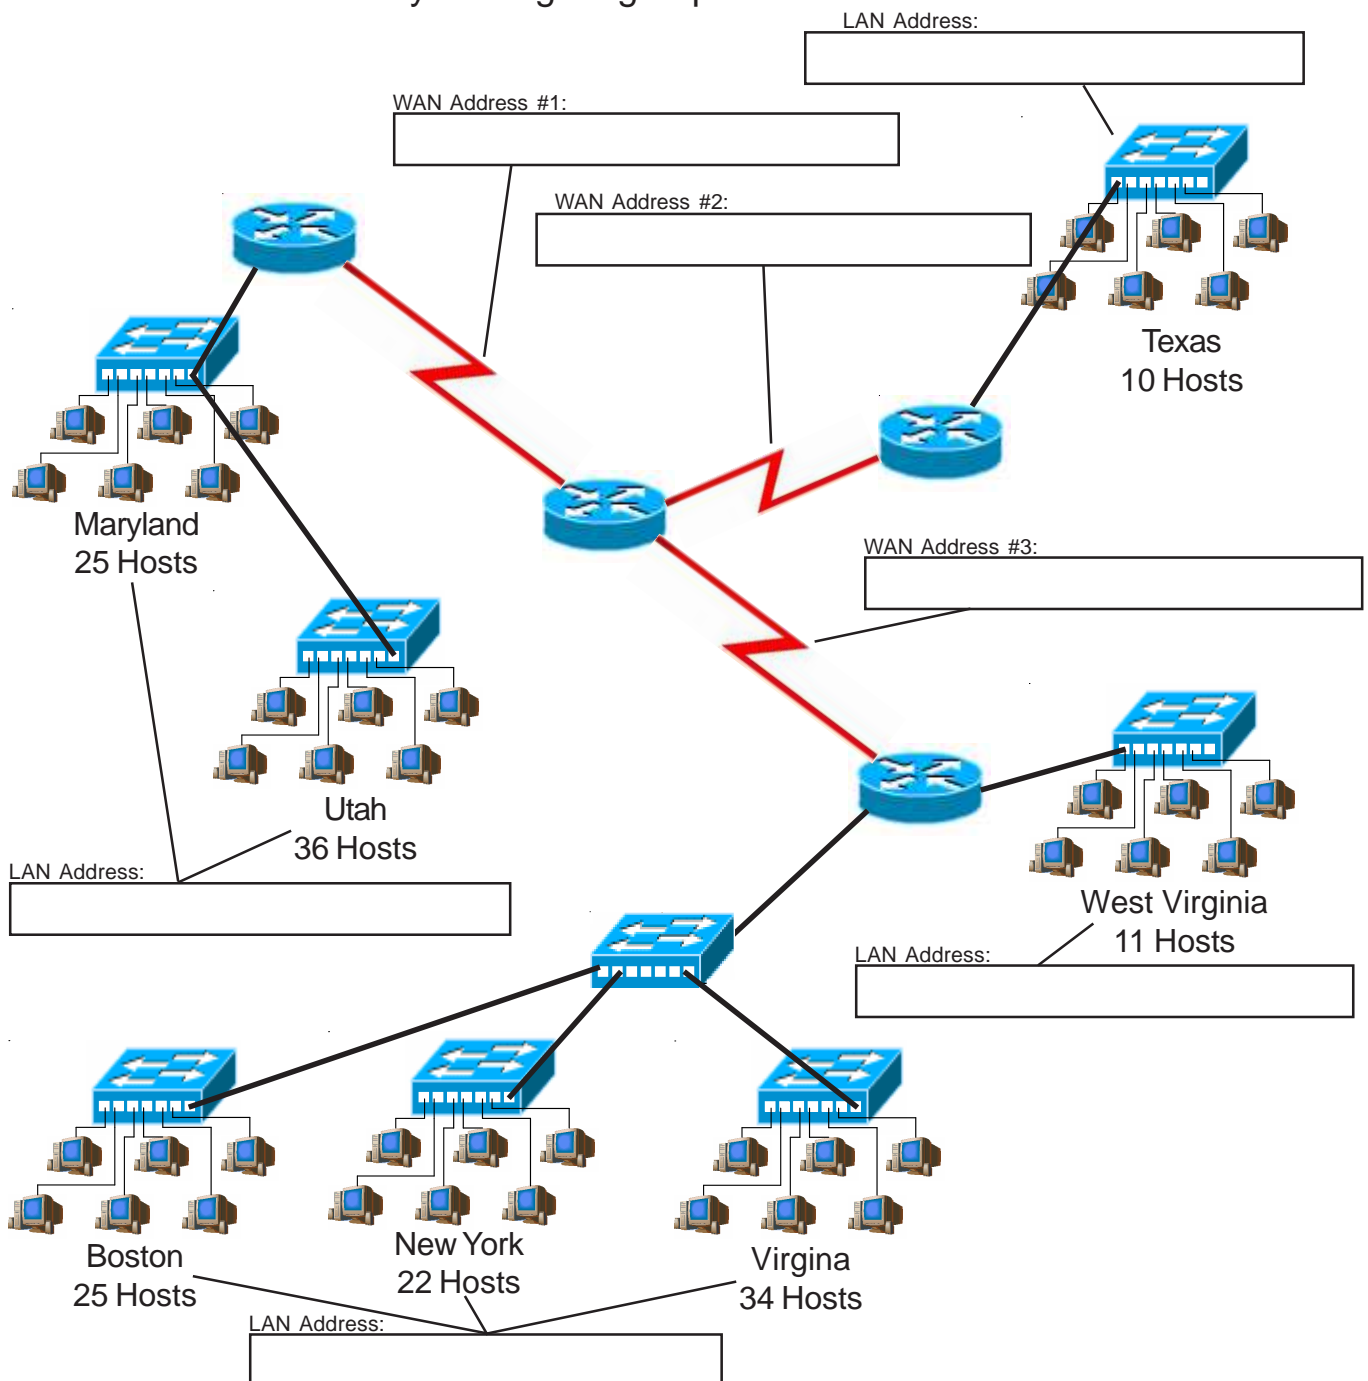 LAN Address:
WAN Address #1:
WAN Address #2:
Texas
10 Hosts
Maryland
25 Hosts
WAN Address #3:
Utah
36 Hosts
LAN Address:
West Virginia
11 Hosts
LAN Address:
Boston
25 Hosts
New York
22 Hosts
Virgina
34 Hosts
LAN Address: